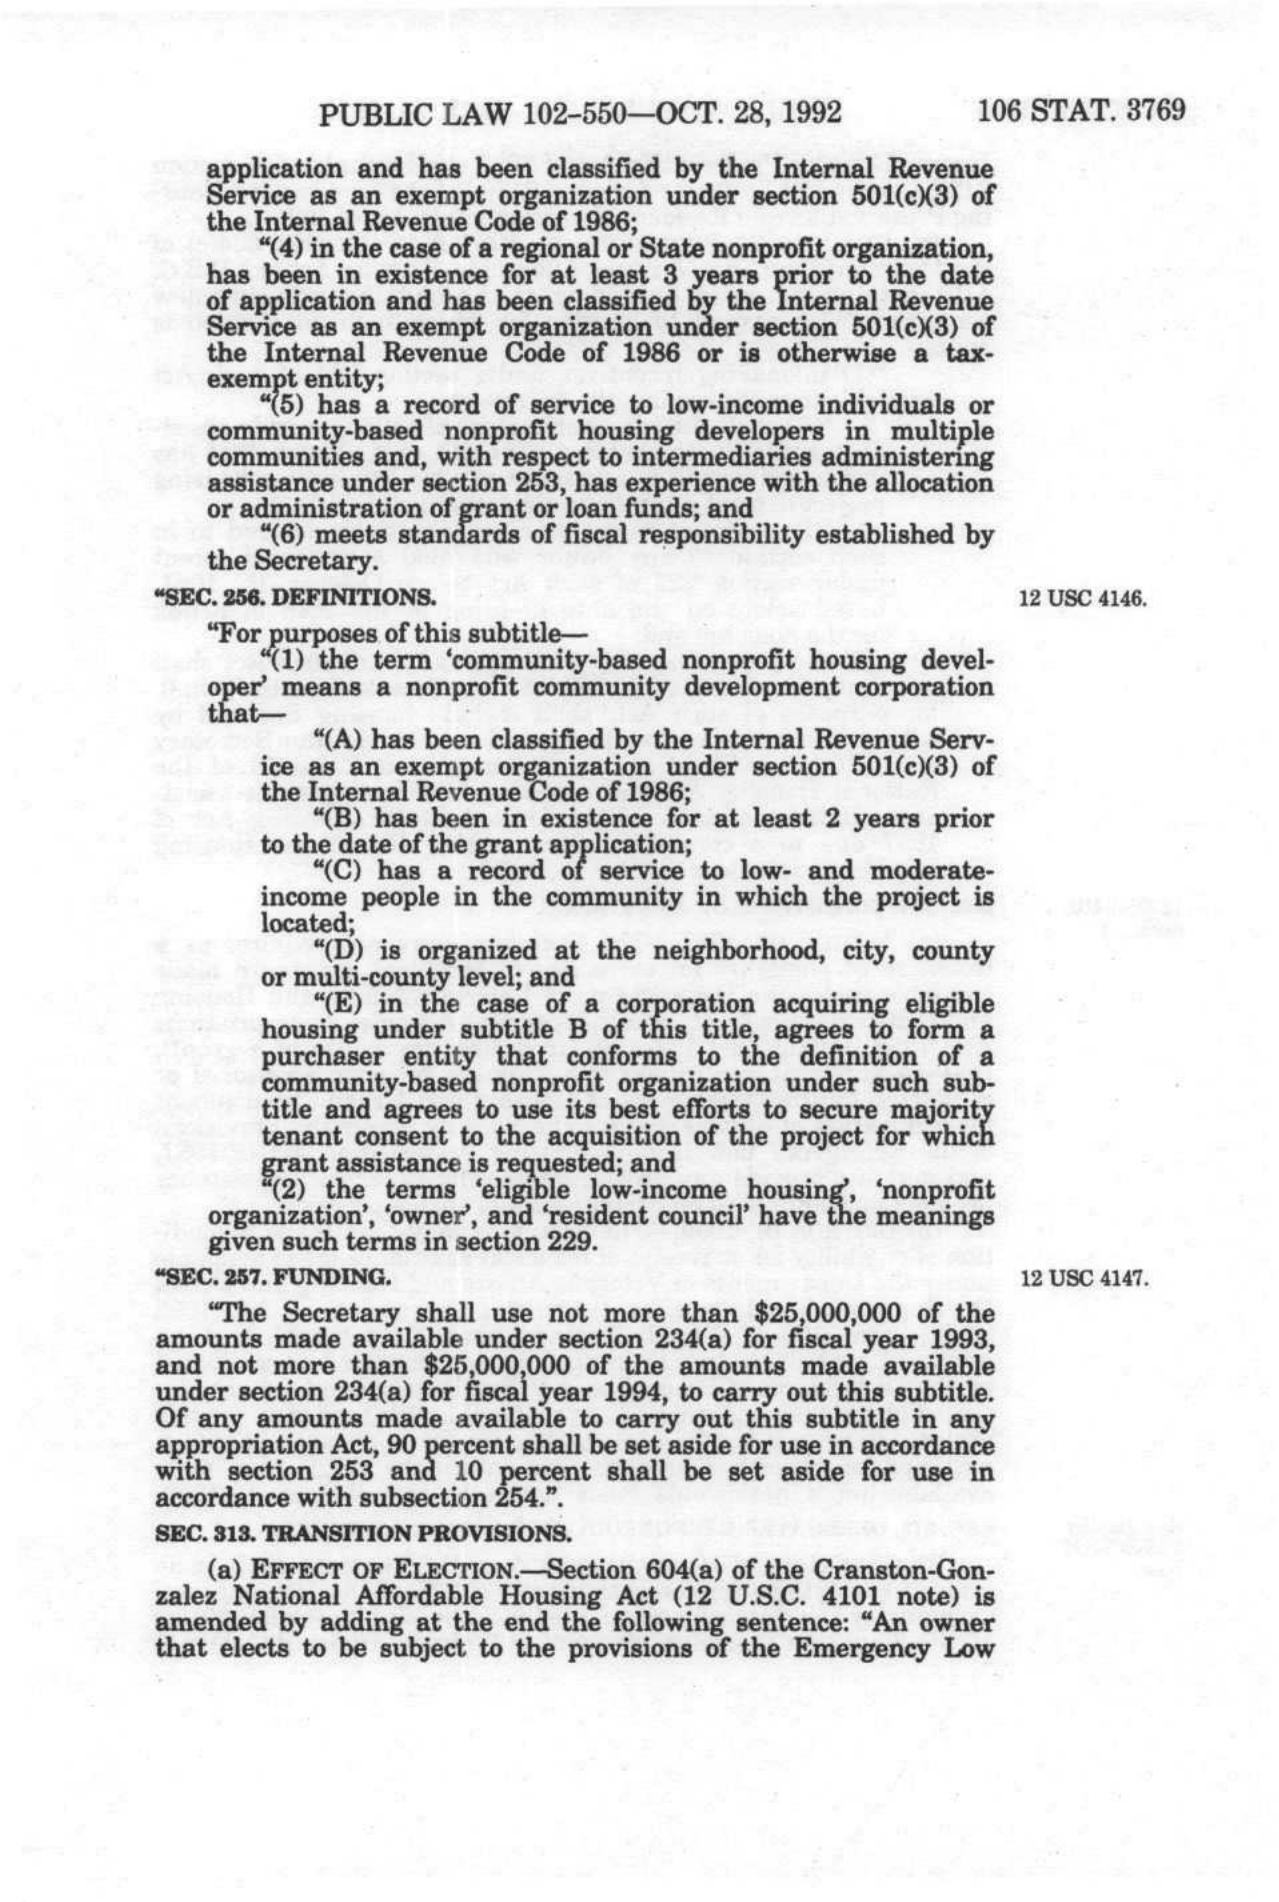 PUBLIC LAW 102–550—OCT. 28, 1992
106 STAT. 3769
application and has been classified by the Internal Revenue
Service as an exempt organization under section 501(c)(3) of
the Internal Revenue Code of 1986;
“(4) in the case of a regional or State nonprofit organization,
has been in existence for at least 3 years prior to the date
of application and has been classified by the Internal Revenue
Service as an exempt organization under section 501(c)(3) of
the Internal Revenue Code of 1986 or is otherwise a tax-
exempt entity;
“(5) has a record of service to low-income individuals or
community-based nonprofit housing developers in multiple
communities and, with respect to intermediaries administering
assistance under section 253, has experience with the allocation
or administration of grant or loan funds; and
“(6) meets standards of fiscal responsibility established by
the Secretary.
“SEC. 256. DEFINITIONS.
12 USC 4146.
“For purposes of this subtitle—
“(1) the term ‘community-based nonprofit housing devel-
oper’ means a nonprofit community development corporation
that—
“(A) has been classified by the Internal Revenue Serv-
ice as an exempt organization under section 501(c)(3) of
the Internal Revenue Code of 1986;
“(B) has been in existence for at least 2 years prior
to the date of the grant application;
“(C) has a record of service to low- and moderate-
income people in the community in which the project is
located;
“(D) is organized at the neighborhood, city, county
or multi-county level; and
“(E) in the case of a corporation acquiring eligible
housing under subtitle B of this title, agrees to form a
purchaser entity that conforms to the definition of a
community-based nonprofit organization under such sub-
title and agrees to use its best efforts to secure majority
tenant consent to the acquisition of the project for which
grant assistance is requested; and
“(2) the terms ‘eligible low-income housing’, ‘nonprofit
organization’, ‘owner’, and ‘resident council’ have the meanings
given such terms in section 229.
“SEC. 257. FUNDING.
12 USC 4147.
“The Secretary shall use not more than $25,000,000 of the
amounts made available under section 234(a) for fiscal year 1993,
and not more than $25,000,000 of the amounts made available
under section 234(a) for fiscal year 1994, to carry out this subtitle.
Of any amounts made available to carry out this subtitle in any
appropriation Act, 90 percent shall be set aside for use in accordance
with section 253 and 10 percent shall be set aside for use in
accordance with subsection 254.”.
SEC. 313. TRANSITION PROVISIONS.
(a) EFFECT OF ELECTION.—Section 604(a) of the Cranston-Gon-
zalez National Affordable Housing Act (12 U.S.C. 4101 note) is
amended by adding at the end the following sentence: “An owner
that elects to be subject to the provisions of the Emergency Low